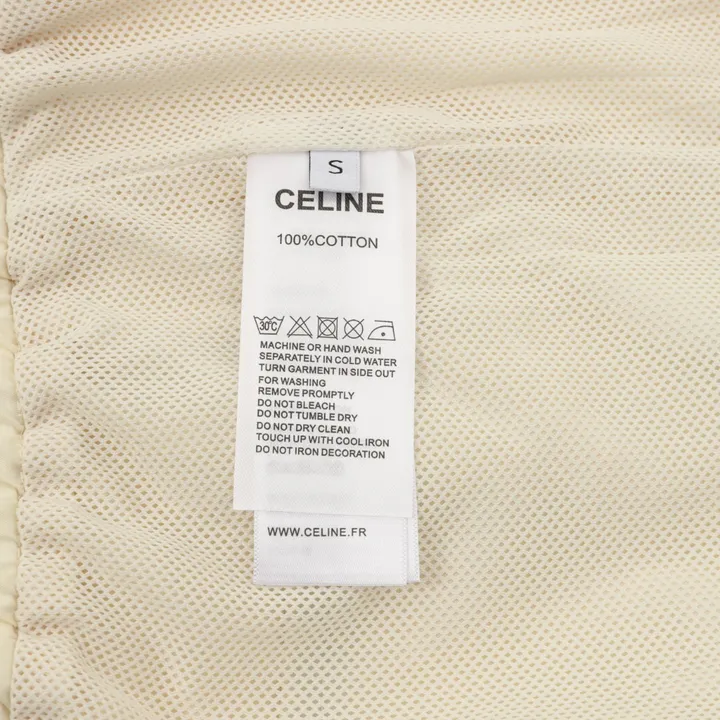 S
CELINE
100%COTTON
30°C
MACHINE OR HAND WASH
SEPARATELY IN COLD WATER
TURN GARMENT IN SIDE OUT
FOR WASHING
REMOVE PROMPTLY
DO NOT BLEACH
DO NOT TUMBLE DRY
DO NOT DRY CLEAN
TOUCH UP WITH COOL IRON
DO NOT IRON DECORATION
WWW.CELINE.FR